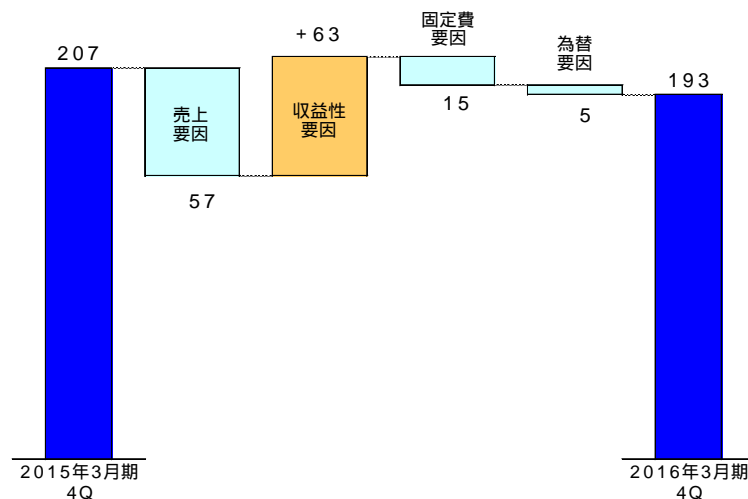 207
売上
要因
57
+63
収益性
要因
固定費
要因
15
為替
要因
5
193
2015年3月期
4Q
2016年3月期
4Q